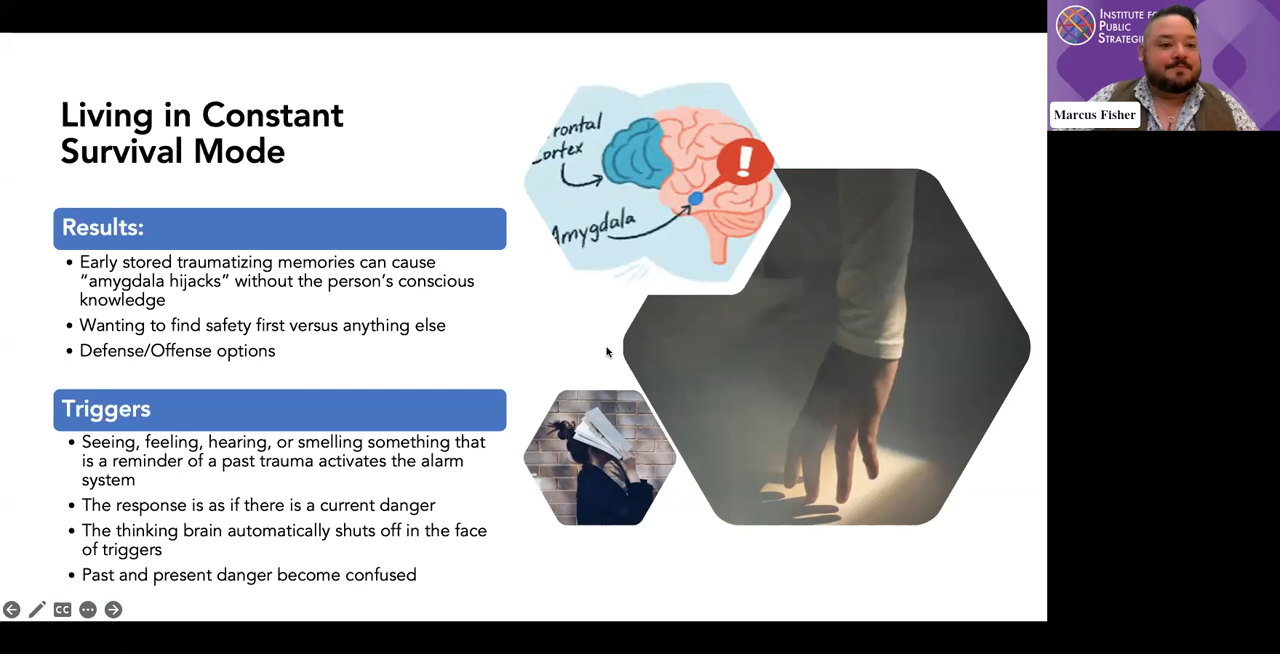 Living in Constant
Survival Mode
Results:
• Early stored traumatizing memories can cause
“amygdala hijacks” without the person’s conscious
knowledge
• Wanting to find safety first versus anything else
• Defense/Offense options
Triggers
• Seeing, feeling, hearing, or smelling something that
is a reminder of a past trauma activates the alarm
system
• The response is as if there is a current danger
• The thinking brain automatically shuts off in the face
of triggers
• Past and present danger become confused
rontal
ortex
!
Amygdala
CC
INSTITUTE
PUBLIC
Marcus Fisher